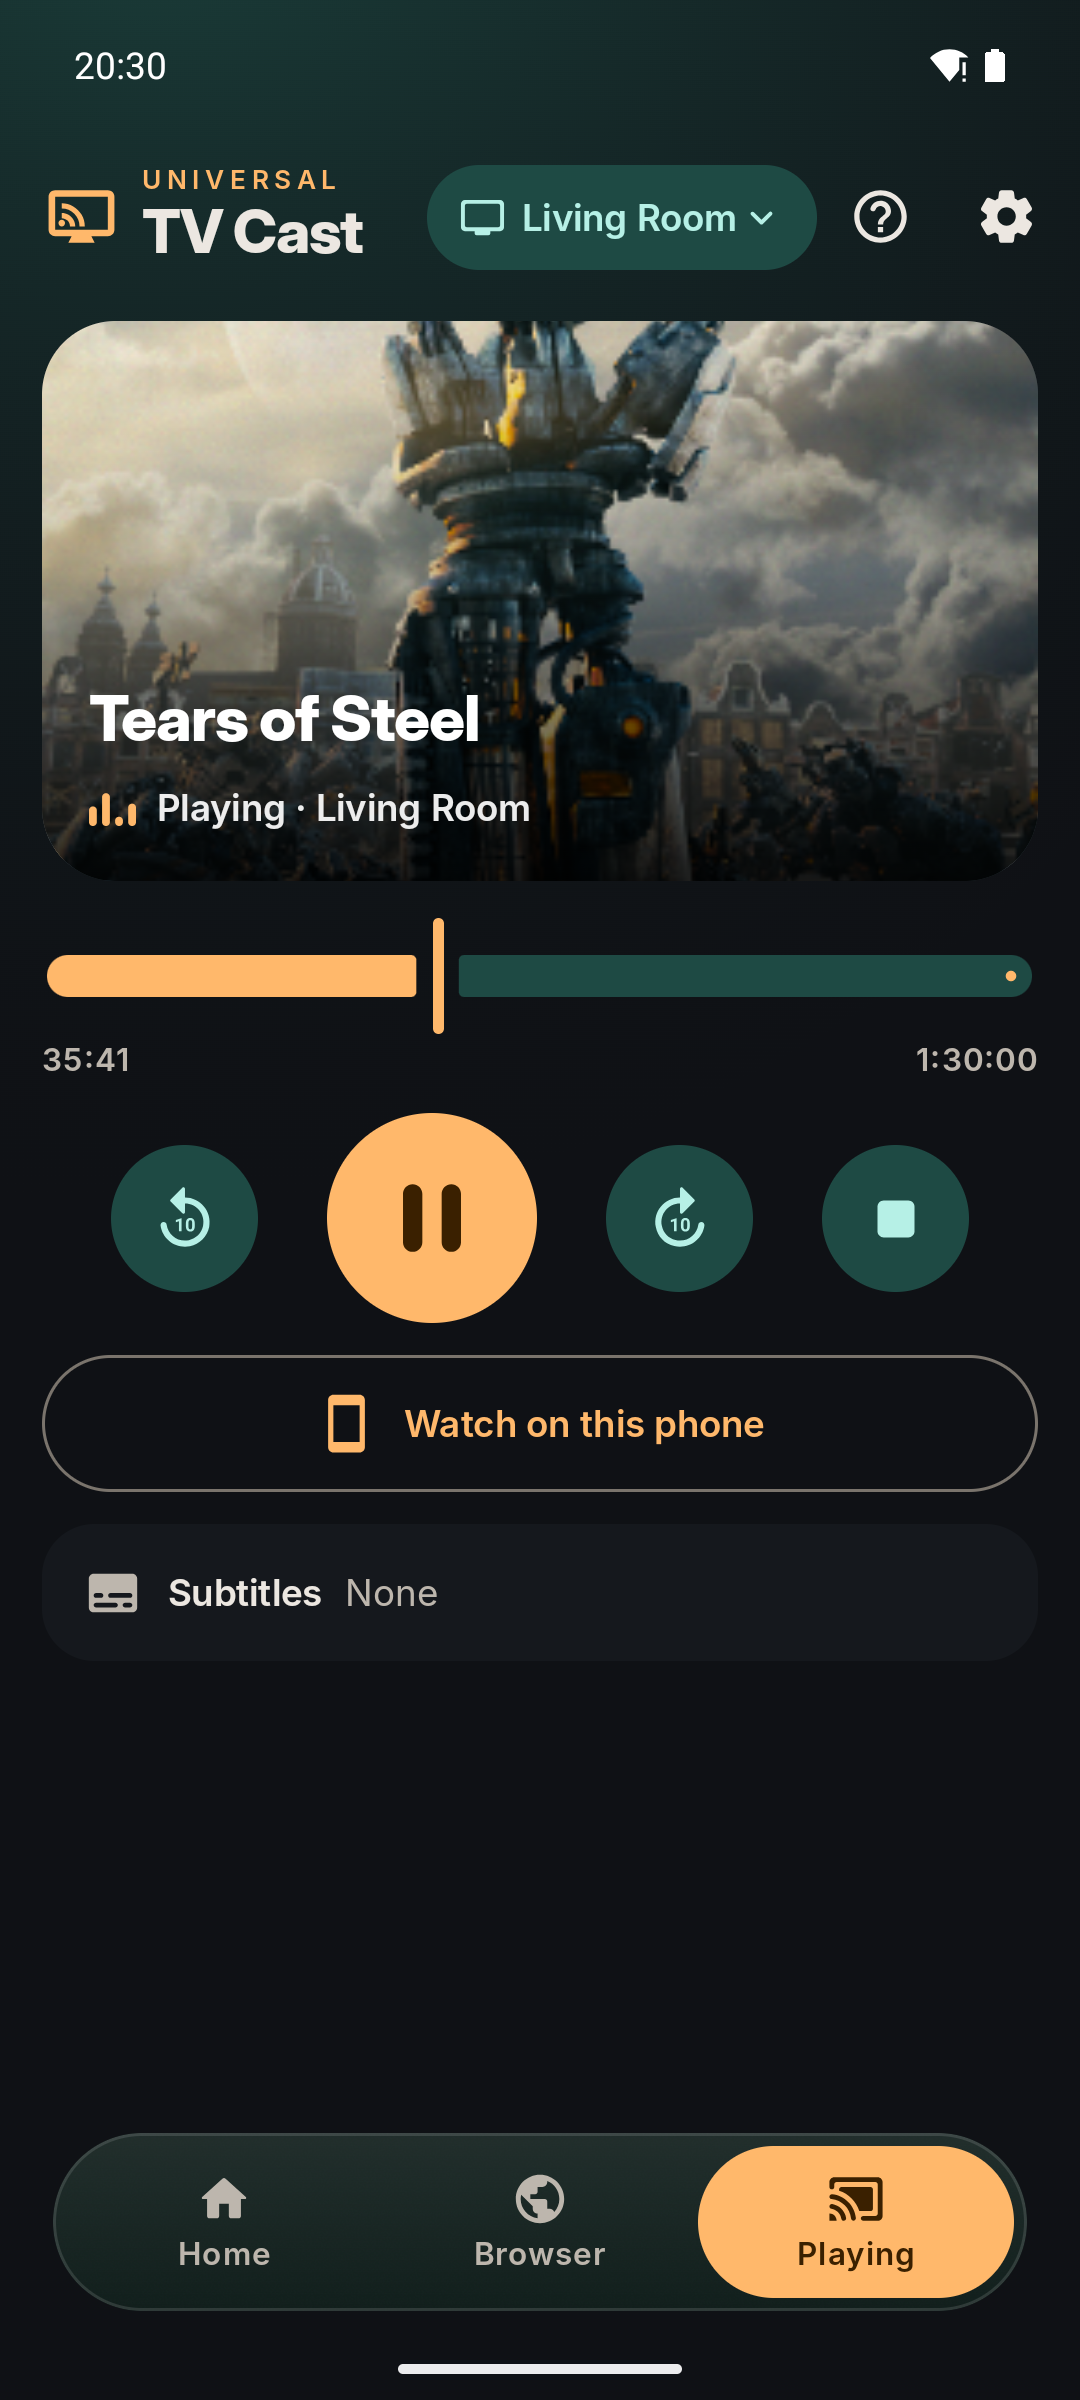 20:30
UNIVERSAL
TV Cast
Living Room
Tears of Steel
Playing · Living Room
35:41
1:30:00
10
10
Watch on this phone
Subtitles None
Home
Browser
Playing